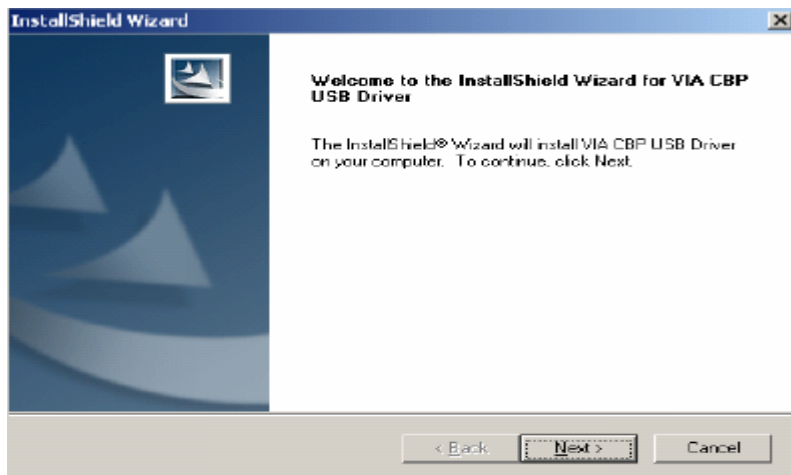 InstallShield Wizard
Welcome to the InstallShield Wizard for VIA CBP
USB Driver
The InstallShield® Wizard will install VIA CBP USB Driver
on your computer. To continue, click Next.
< Back
Next >
Cancel